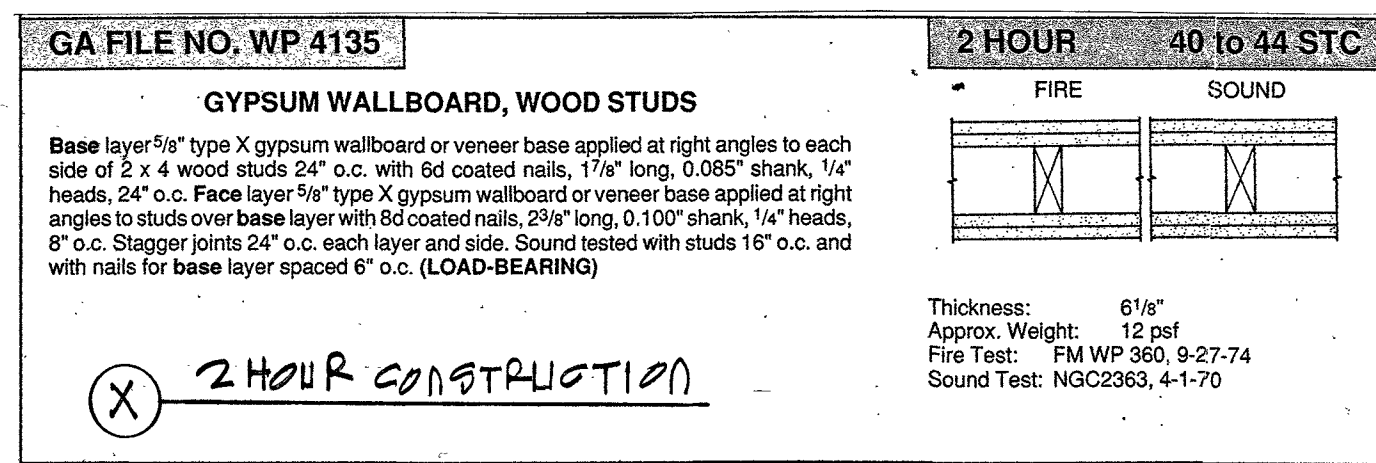 GA FILE NO. WP 4135
2 HOUR 40 to 44 STC
GYPSUM WALLBOARD, WOOD STUDS
Base layer 5/8" type X gypsum wallboard or veneer base applied at right angles to each
side of 2 x 4 wood studs 24" o.c. with 6d coated nails, 1 7/8" long, 0.085" shank, 1/4"
heads, 24" o.c. Face layer 5/8" type X gypsum wallboard or veneer base applied at right
angles to studs over base layer with 8d coated nails, 2 3/8" long, 0.100" shank, 1/4" heads,
8" o.c. Stagger joints 24" o.c. each layer and side. Sound tested with studs 16" o.c. and
with nails for base layer spaced 6" o.c. (LOAD-BEARING)
X 2 HOUR CONSTRUCTION
FIRE SOUND
Thickness: 6 1/8"
Approx. Weight: 12 psf
Fire Test: FM WP 360, 9-27-74
Sound Test: NGC2363, 4-1-70